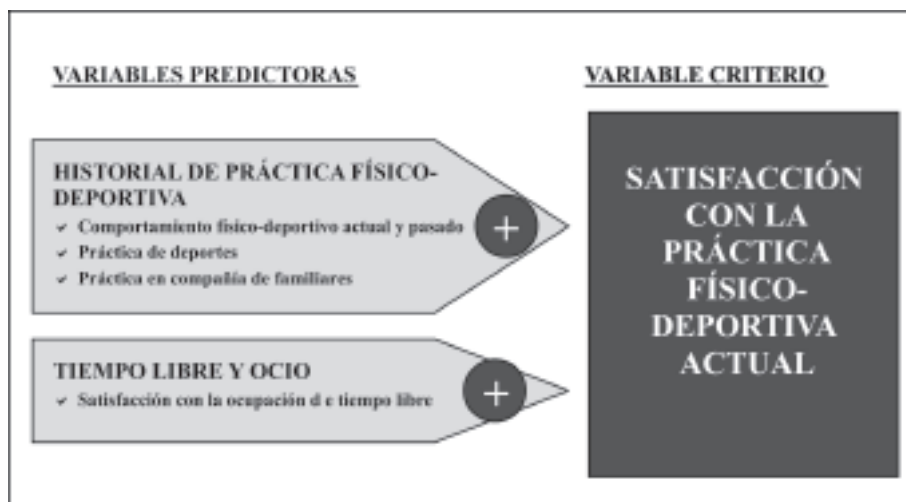 VARIABLES PREDICTORAS
VARIABLE CRITERIO
HISTORIAL DE PRÁCTICA FÍSICO-
DEPORTIVA
✓ Comportamiento físico-deportivo actual y pasado
✓ Práctica de deportes
✓ Práctica en compañía de familiares
+
TIEMPO LIBRE Y OCIO
✓ Satisfacción con la ocupación d e tiempo libre
+
SATISFACCIÓN
CON LA
PRÁCTICA
FÍSICO-
DEPORTIVA
ACTUAL